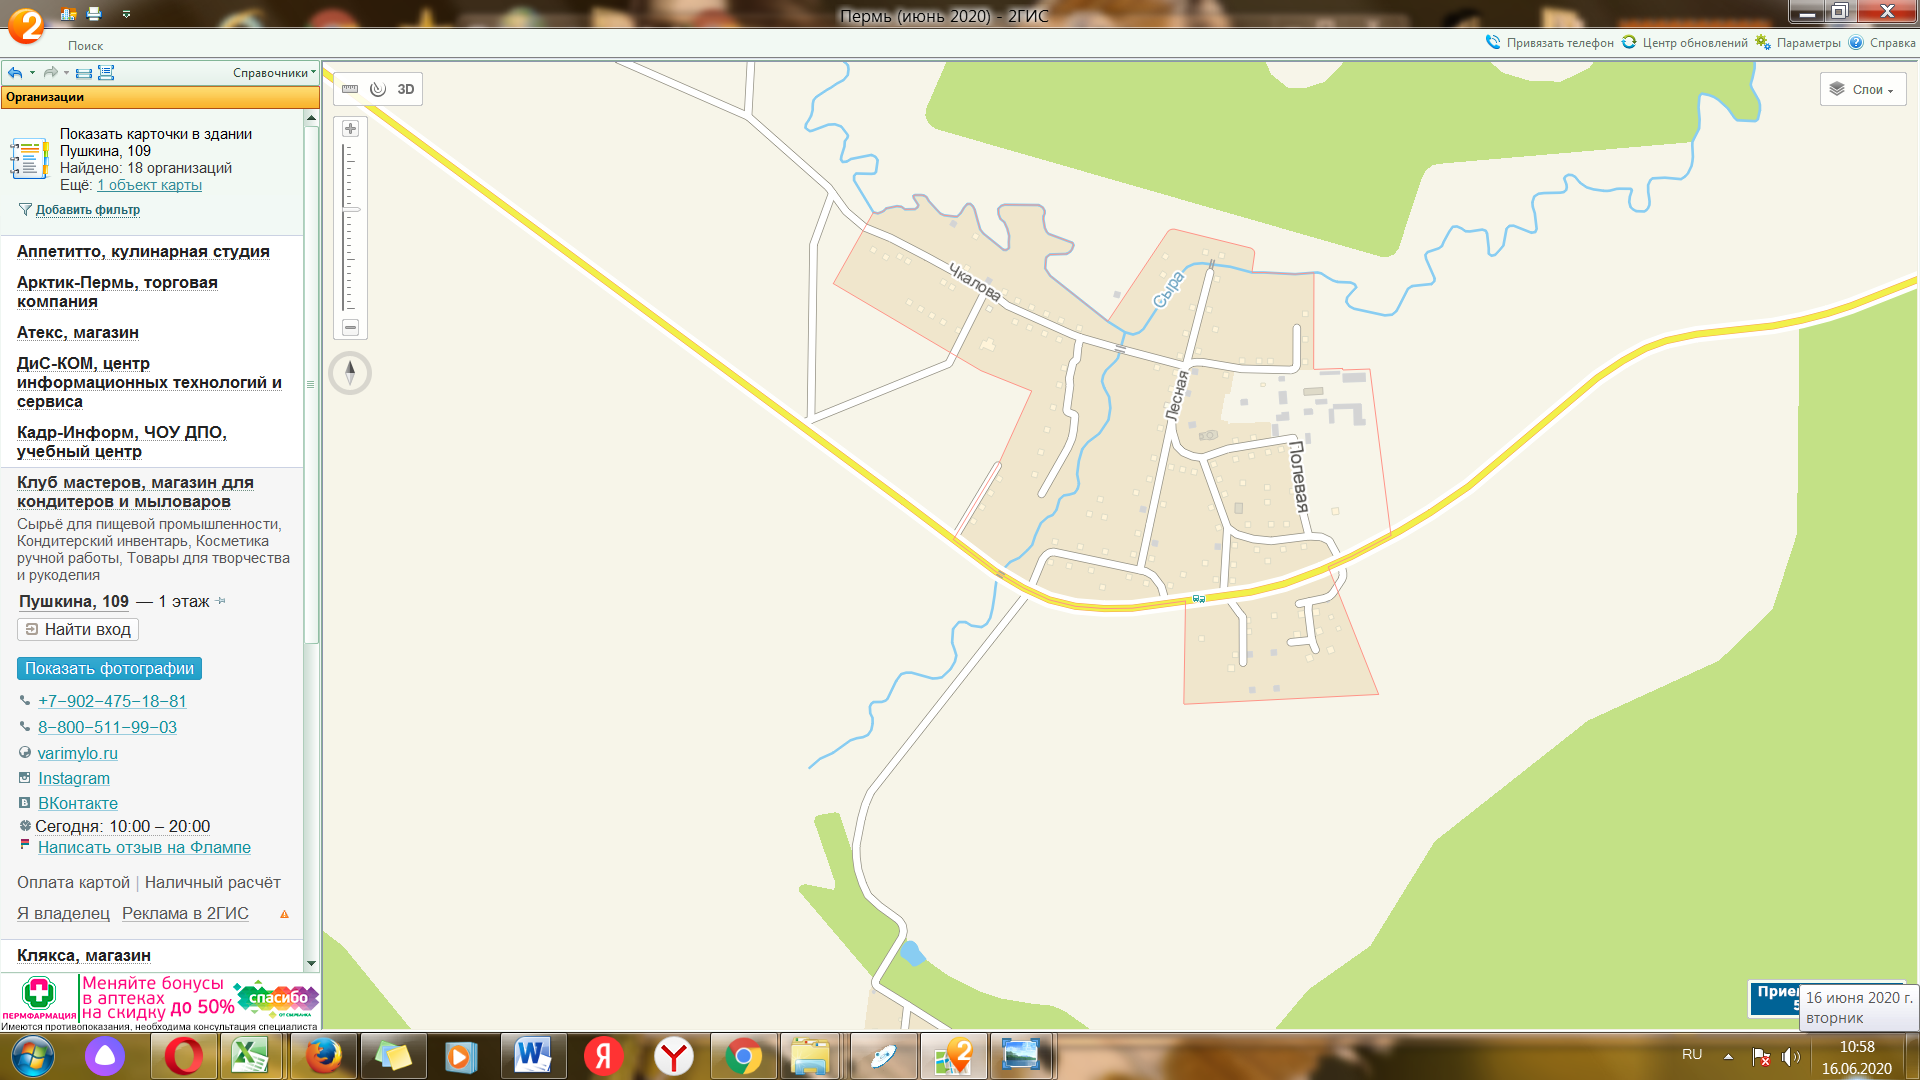 Пермь (июнь 2020) - 2ГИС
Поиск
Привязать телефон
Центр обновлений
Параметры
Справка
Справочники
Организации
Показать карточки в здании
Пушкина, 109
Найдено: 18 организаций
Ещё: 1 объект карты
Добавить фильтр
Аппетитто, кулинарная студия
Арктик-Пермь, торговая
компания
Атекс, магазин
ДиС-КОМ, центр
информационных технологий и
сервиса
Кадр-Информ, ЧОУ ДПО,
учебный центр
Клуб мастеров, магазин для
кондитеров и мыловаров
Сырьё для пищевой промышленности,
Кондитерский инвентарь, Косметика
ручной работы, Товары для творчества
и рукоделия
Пушкина, 109 — 1 этаж
Найти вход
Показать фотографии
+7−902−475−18−81
8−800−511−99−03
varimylo.ru
Instagram
ВКонтакте
Сегодня: 10:00 – 20:00
Написать отзыв на Флампе
Оплата картой | Наличный расчёт
Я владелец Реклама в 2ГИС
Клякса, магазин
ПЕРМФАРМАЦИЯ
Меняйте бонусы
в аптеках
на скидку до 50%
спасибо
ОТ СБЕРБАНКА
Имеются противопоказания, необходима консультация специалиста
3D
Слои
Чкалова
Сыра
Лесная
Полевая
Прие
16 июня 2020 г.
вторник
RU
10:58
16.06.2020